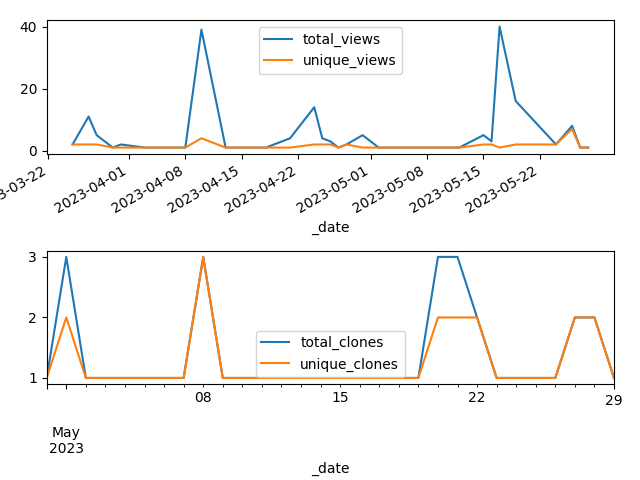 40
20
0
total_views
unique_views
3-03-22
2023-04-01
2023-04-08
2023-04-15
2023-04-22
2023-05-01
2023-05-08
2023-05-15
2023-05-22
_date
3
2
1
total_clones
unique_clones
08
15
22
29
May
2023
_date